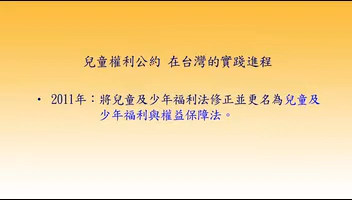 兒童權利公約 在台灣的實踐進程
• 2011年：將兒童及少年福利法修正並更名為兒童及
少年福利與權益保障法。